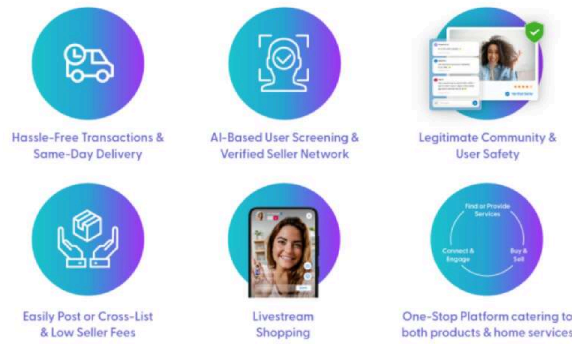 Hassle-Free Transactions &
Same-Day Delivery
AI-Based User Screening &
Verified Seller Network
Legitimate Community &
User Safety
Easily Post or Cross-List
& Low Seller Fees
Livestream
Shopping
Find or Provide
Services
Connect &
Engage
Buy &
Sell
One-Stop Platform catering to
both products & home services